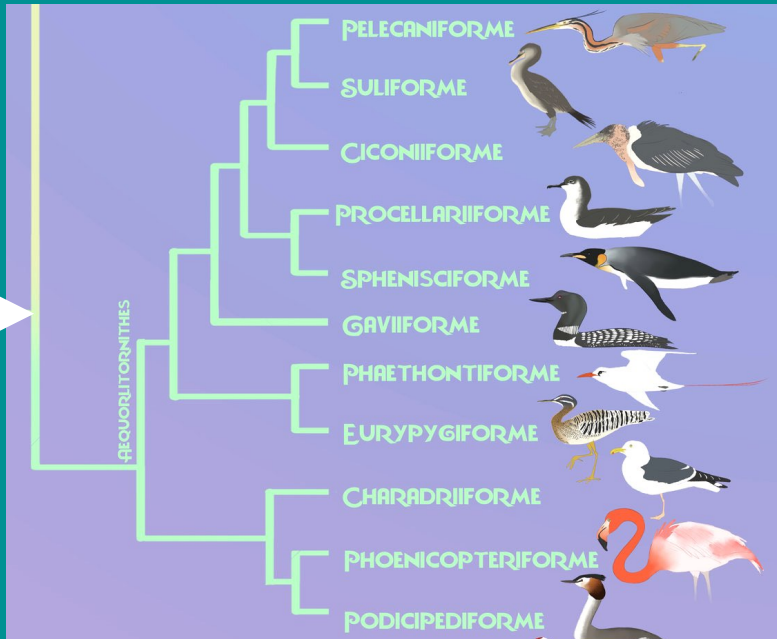 Pelecaniforme
Suliforme
Ciconiiforme
Procellariiforme
Sphenisciforme
Gaviiforme
Aequorlitornithes
Phaethontiforme
Eurypygiforme
Charadriiforme
Phoenicopteriforme
Podicipediforme